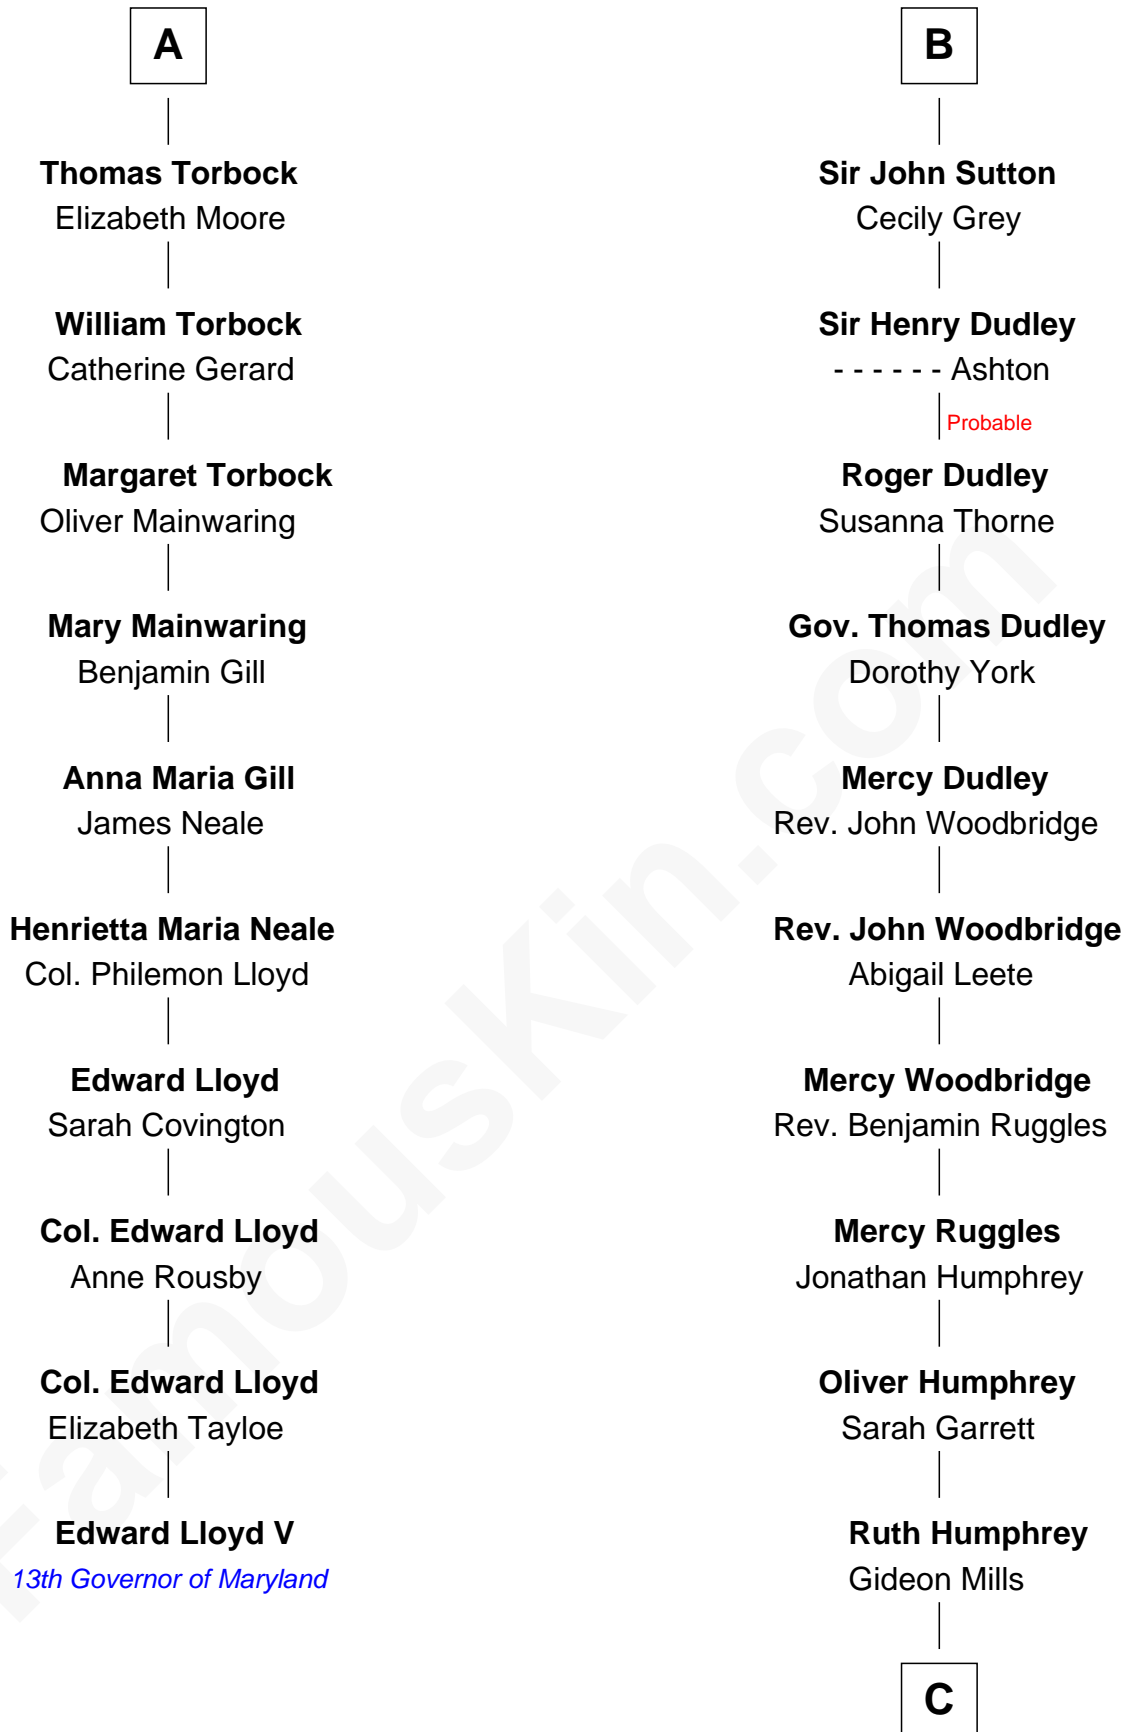 A
Thomas Torbock
Elizabeth Moore
William Torbock
Catherine Gerard
Margaret Torbock
Oliver Mainwaring
Mary Mainwaring
Benjamin Gill
Anna Maria Gill
James Neale
Henrietta Maria Neale
Col. Philemon Lloyd
Edward Lloyd
Sarah Covington
Col. Edward Lloyd
Anne Rousby
Col. Edward Lloyd
Elizabeth Tayloe
Edward Lloyd V
13th Governor of Maryland
B
Sir John Sutton
Cecily Grey
Sir Henry Dudley
- - - - - - Ashton
Probable
Roger Dudley
Susanna Thorne
Gov. Thomas Dudley
Dorothy York
Mercy Dudley
Rev. John Woodbridge
Rev. John Woodbridge
Abigail Leete
Mercy Woodbridge
Rev. Benjamin Ruggles
Mercy Ruggles
Jonathan Humphrey
Oliver Humphrey
Sarah Garrett
Ruth Humphrey
Gideon Mills
C
FamousKin.com